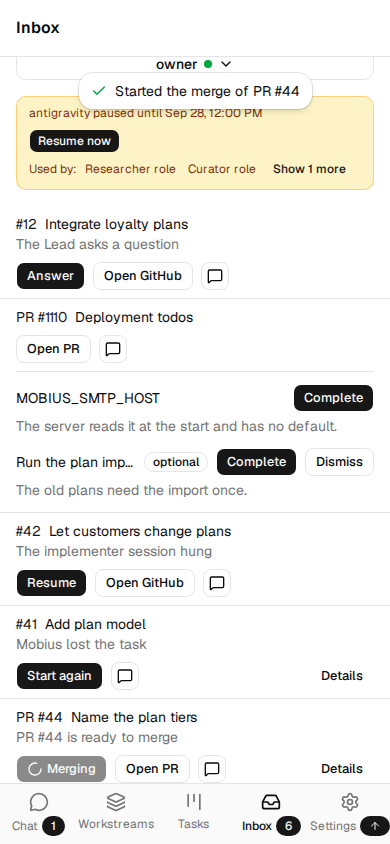 Inbox
owner
Started the merge of PR #44
antigravity paused until Sep 28, 12:00 PM
Resume now
Used by: Researcher role Curator role Show 1 more
#12 Integrate loyalty plans
The Lead asks a question
Answer Open GitHub
PR #1110 Deployment todos
Open PR
MOBIUS_SMTP_HOST Complete
The server reads it at the start and has no default.
Run the plan imp... optional Complete Dismiss
The old plans need the import once.
#42 Let customers change plans
The implementer session hung
Resume Open GitHub
#41 Add plan model
Mobius lost the task
Start again Details
PR #44 Name the plan tiers
PR #44 is ready to merge
Merging Open PR Details
Chat 1 Workstreams Tasks Inbox 6 Settings